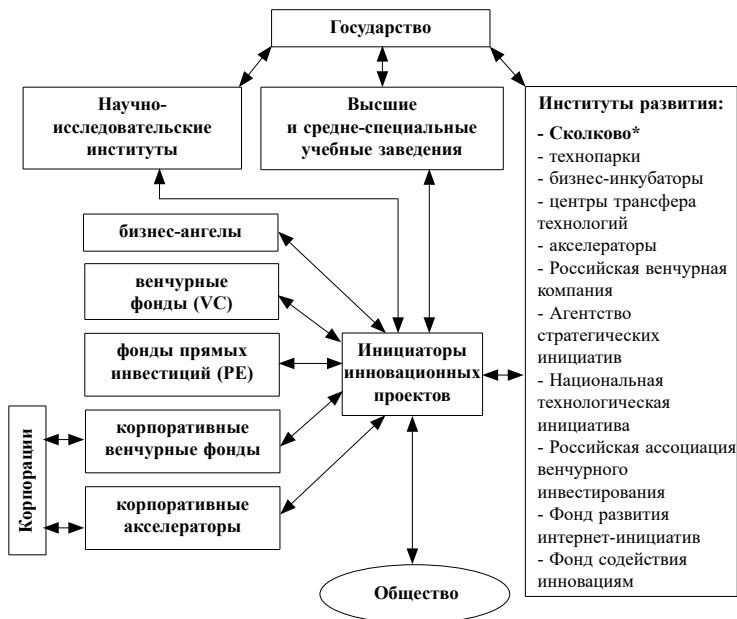 Государство
Научно-
исследовательские
институты
Высшие
и средне-специальные
учебные заведения
Институты развития:
- Сколково*
- технопарки
- бизнес-инкубаторы
- центры трансфера
технологий
- акселераторы
- Российская венчурная
компания
- Агентство
стратегических
инициатив
- Национальная
технологическая
инициатива
- Российская ассоциация
венчурного
инвестирования
- Фонд развития
интернет-инициатив
- Фонд содействия
инновациям
бизнес-ангелы
венчурные
фонды (VC)
фонды прямых
инвестиций (PE)
Инициаторы
инновационных
проектов
Корпорации
корпоративные
венчурные фонды
корпоративные
акселераторы
Общество